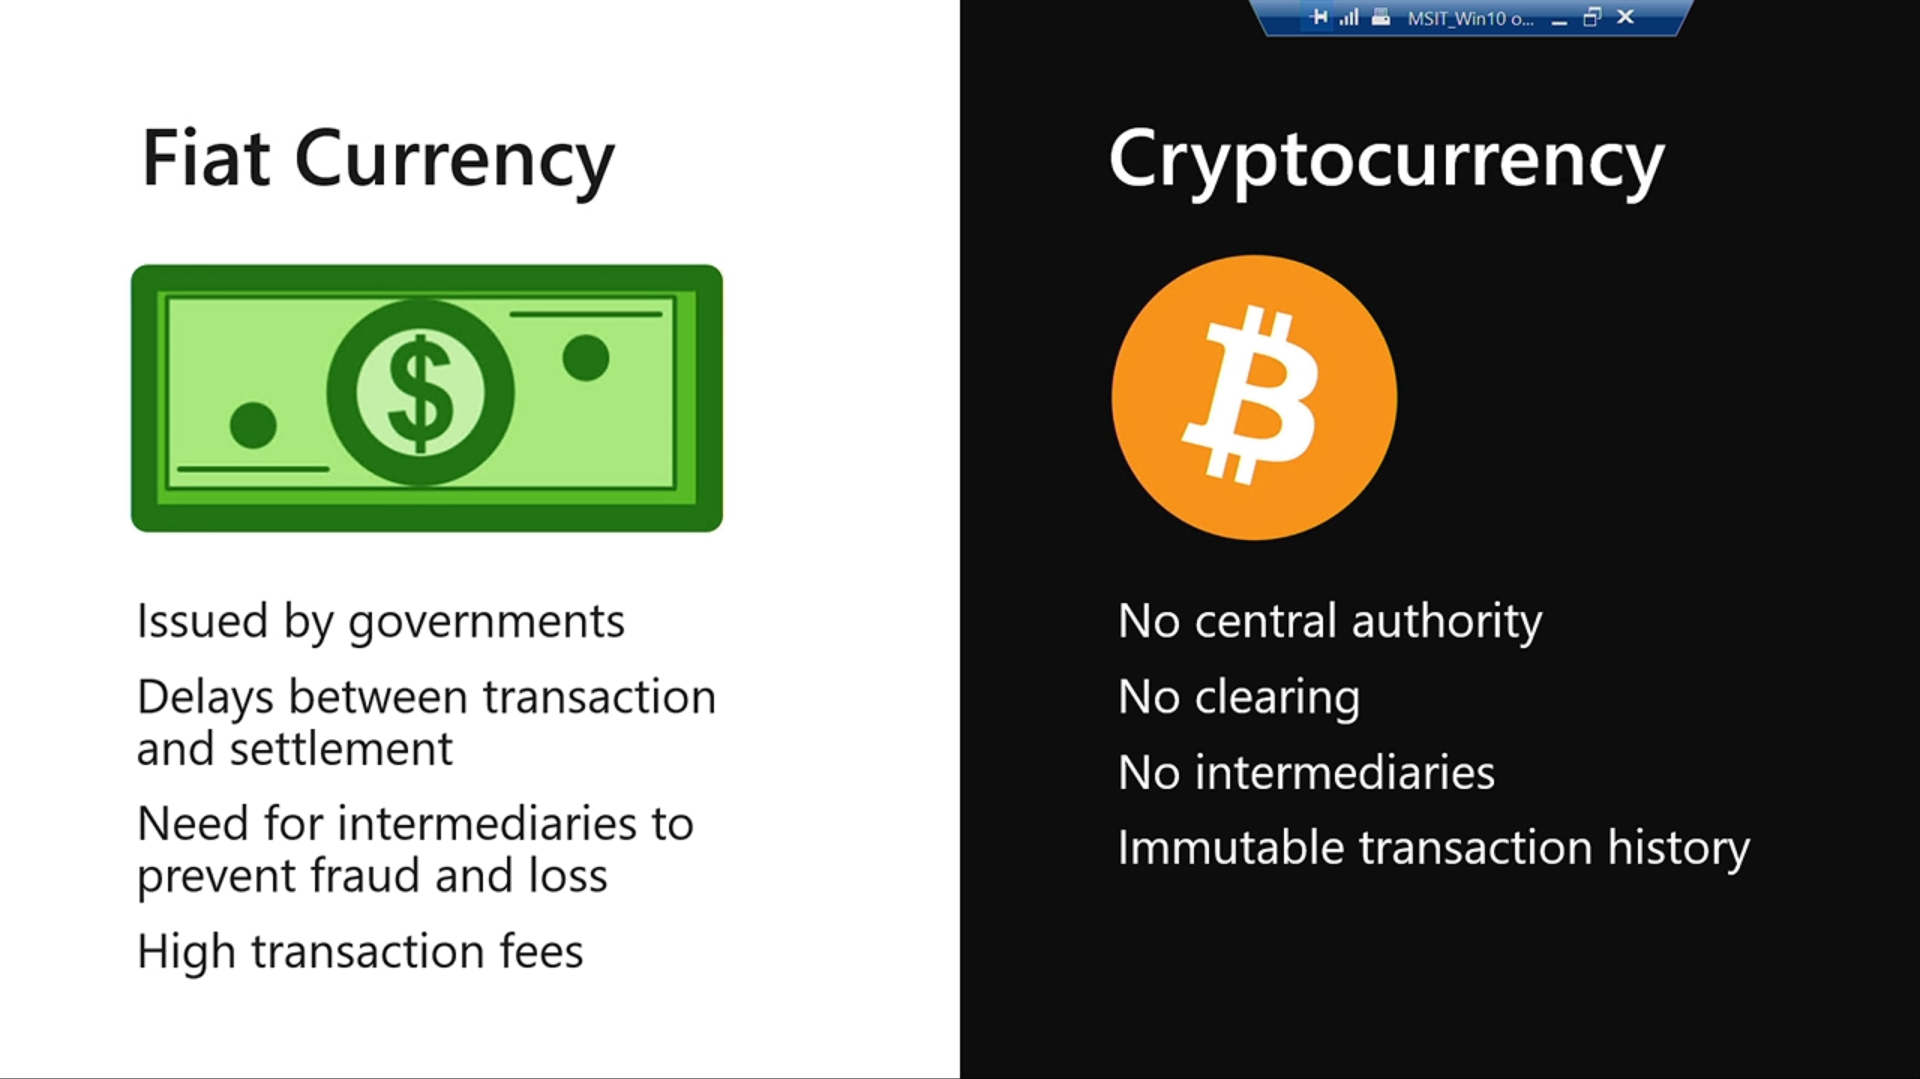 MSIT_Win10 o...
Fiat Currency
$
Issued by governments
Delays between transaction
and settlement
Need for intermediaries to
prevent fraud and loss
High transaction fees
Cryptocurrency
₿
No central authority
No clearing
No intermediaries
Immutable transaction history